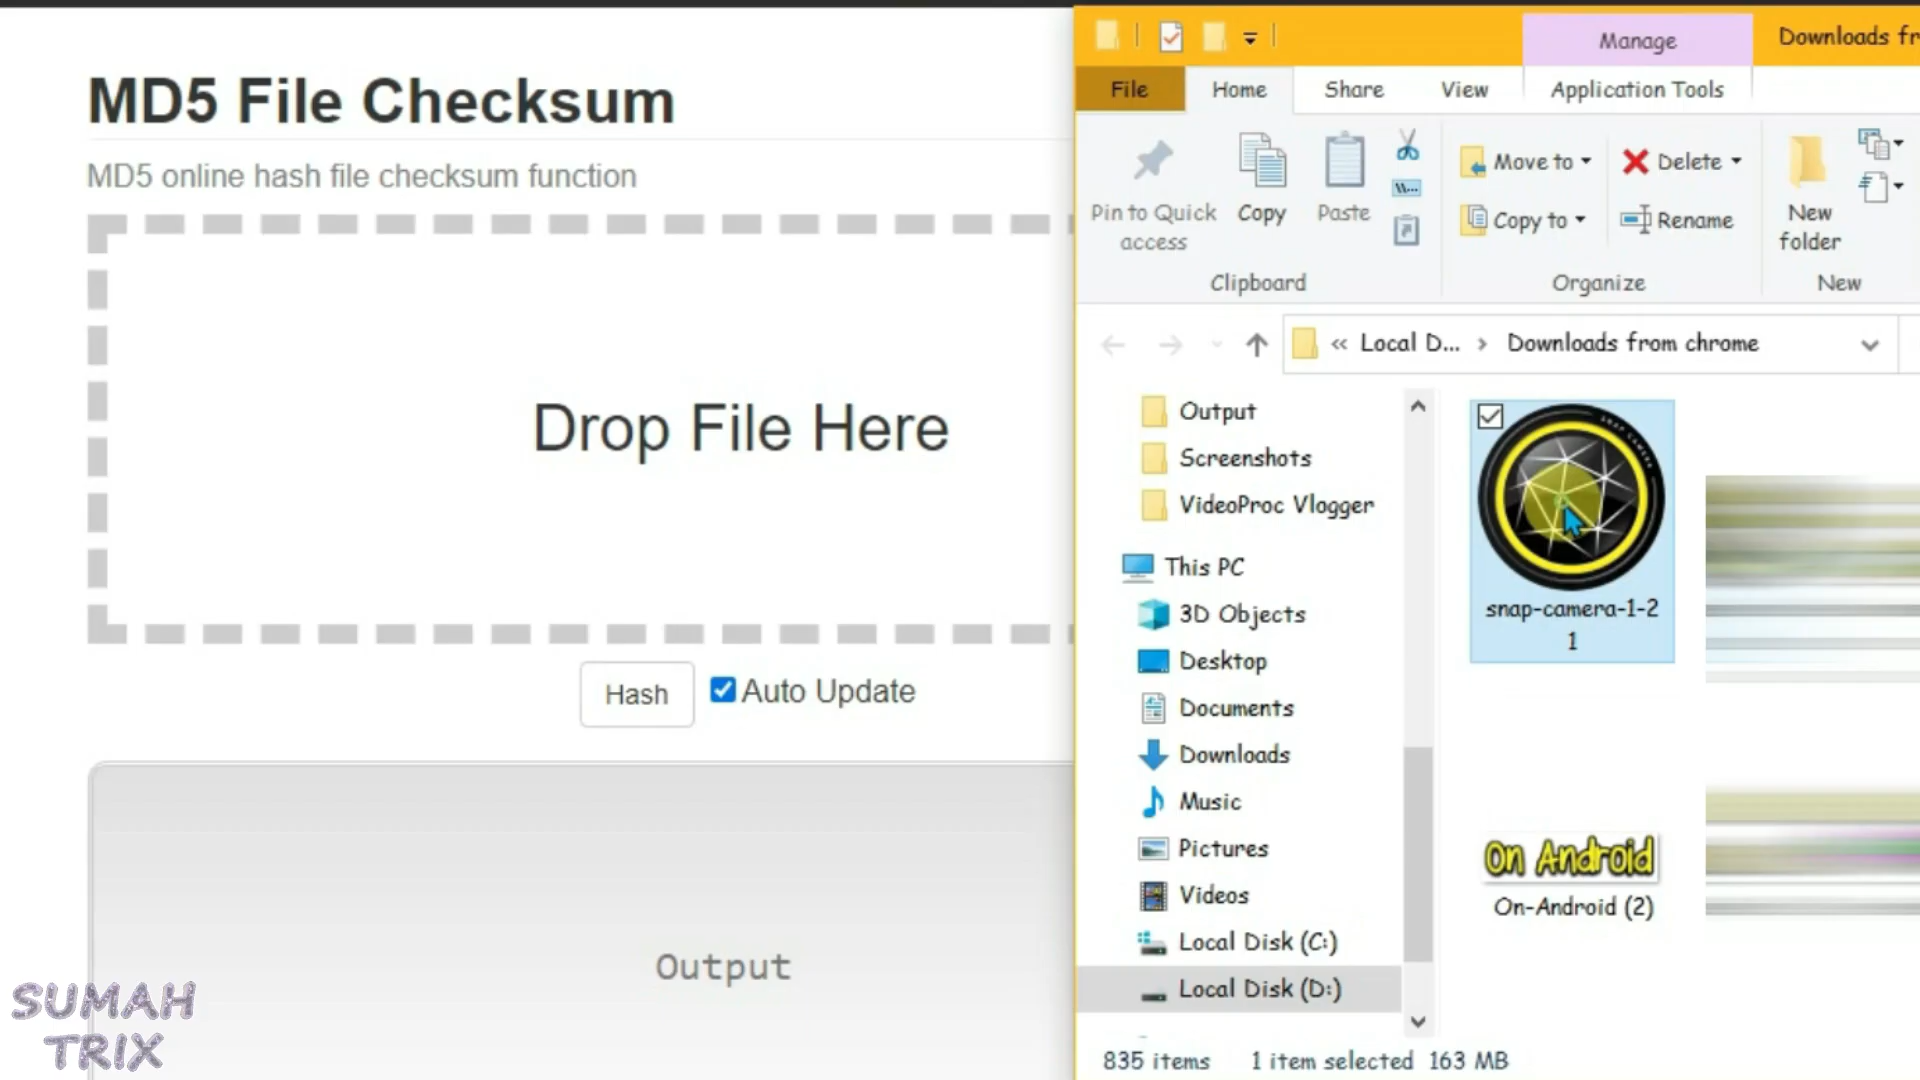 MD5 File Checksum
MD5 online hash file checksum function
Drop File Here
Hash
Auto Update
Output
SUMAH
TRIX
Manage
Downloads fr
File
Home
Share
View
Application Tools
Pin to Quick
access
Copy
Paste
Move to
Copy to
Delete
Rename
New
folder
Clipboard
Organize
New
« Local D... › Downloads from chrome
Output
Screenshots
VideoProc Vlogger
This PC
3D Objects
Desktop
Documents
Downloads
Music
Pictures
Videos
Local Disk (C:)
Local Disk (D:)
SNAP CAMERA
snap-camera-1-2
1
On Android
On-Android (2)
835 items
1 item selected 163 MB